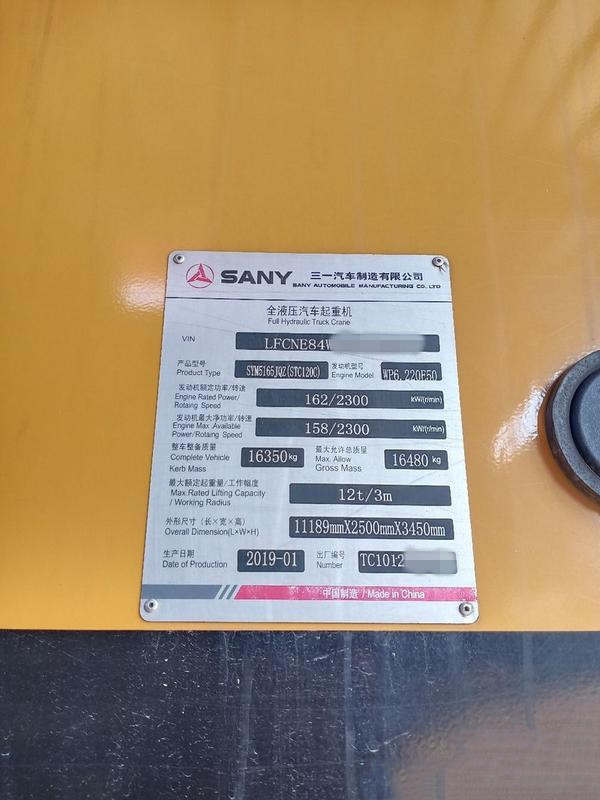 SANY 三一汽车制造有限公司
SANY AUTOMOBILE MANUFACTURING CO.,LTD
全液压汽车起重机
Full Hydraulic Truck Crane
VIN LFCNE84
产品型号 发动机型号
Product Type SYM5165JQZ(STC120C) Engine Model WP6.220E50
发动机额定功率/转速
Engine Rated Power/ 162/2300 kW/(r/min)
Rotaing Speed
发动机最大净功率/转速
Engine Max .Available 158/2300 kW/(r/min)
Power/Rotaing Speed
整车整备质量 最大允许总质量
Complete Vehicle 16350 kg Max. Allow 16480 kg
Kerb Mass Gross Mass
最大额定起重量/工作幅度
Max.Rated Lifting Capacity 12t/3m
/ Working Radius
外形尺寸（长×宽×高）
Overall Dimension(L×W×H) 11189mmX2500mmX3450mm
生产日期 出厂编号
Date of Production 2019-01 Number TC1012
中国制造 / Made in China